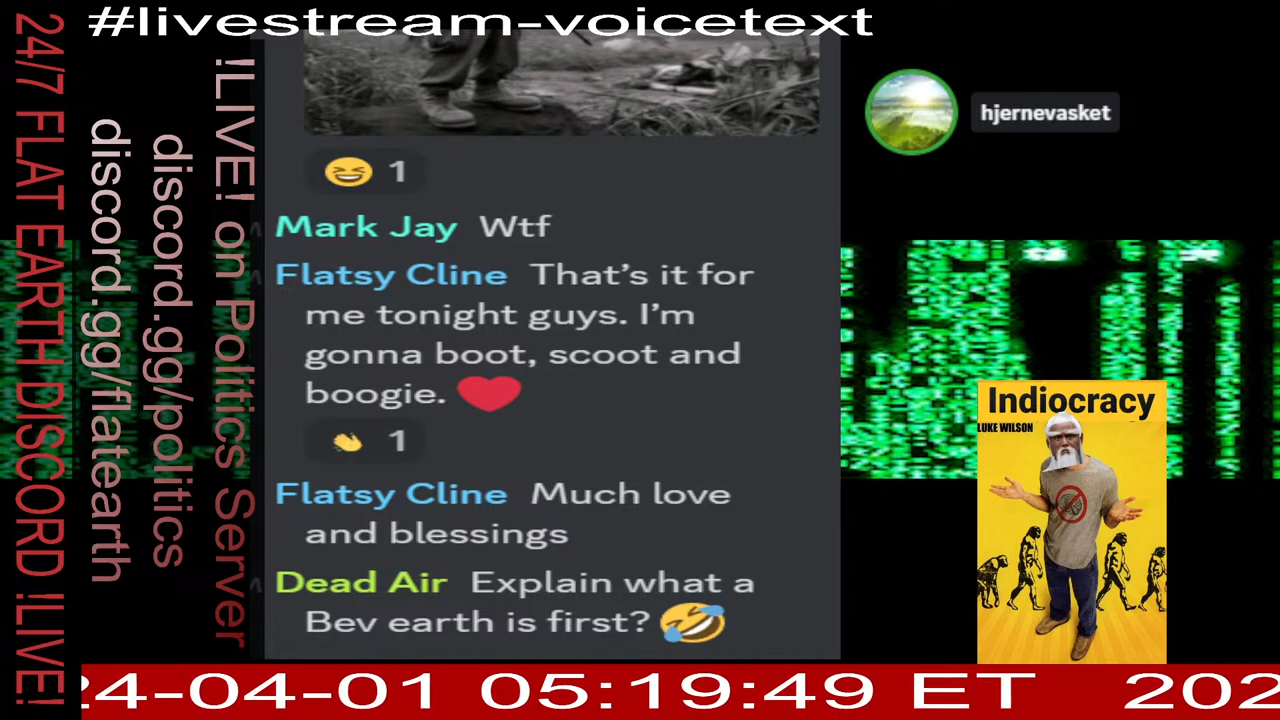 #livestream-voicetext
24/7 FLAT EARTH DISCORD !LIVE!
discord.gg/flatearth
discord.gg/politics
!LIVE! on Politics Server
hjernevasket
1
Mark Jay Wtf
Flatsy Cline That’s it for
me tonight guys. I’m
gonna boot, scoot and
boogie. ❤️
1
Flatsy Cline Much love
and blessings
Dead Air Explain what a
Bev earth is first? 🤣
Indiocracy
LUKE WILSON
24-04-01 05:19:49 ET 202